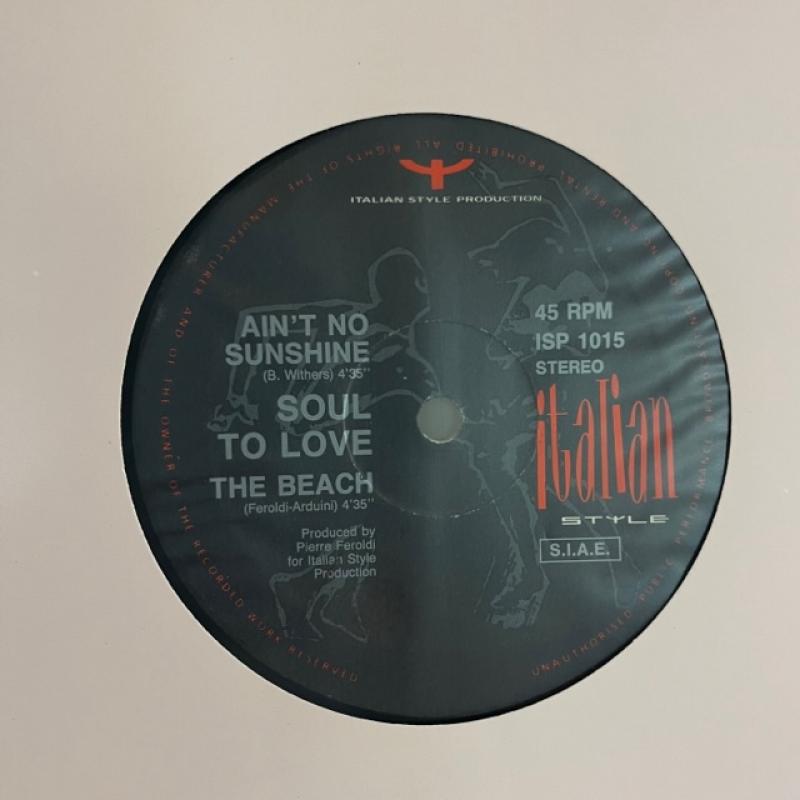 ITALIAN STYLE PRODUCTION
AIN'T NO
SUNSHINE
(B. Withers) 4'35''
SOUL
TO LOVE
THE BEACH
(Feroldi-Arduini) 4'35''
Produced by
Pierre Feroldi
for Italian Style
Production
45 RPM
ISP 1015
STEREO
italian
STYLE
S.I.A.E.
ALL RIGHTS OF THE MANUFACTURER AND OF THE OWNER OF THE RECORDED WORK RESERVED
UNAUTHORISED PUBLIC PERFORMANCE AND RENTAL PROHIBITED